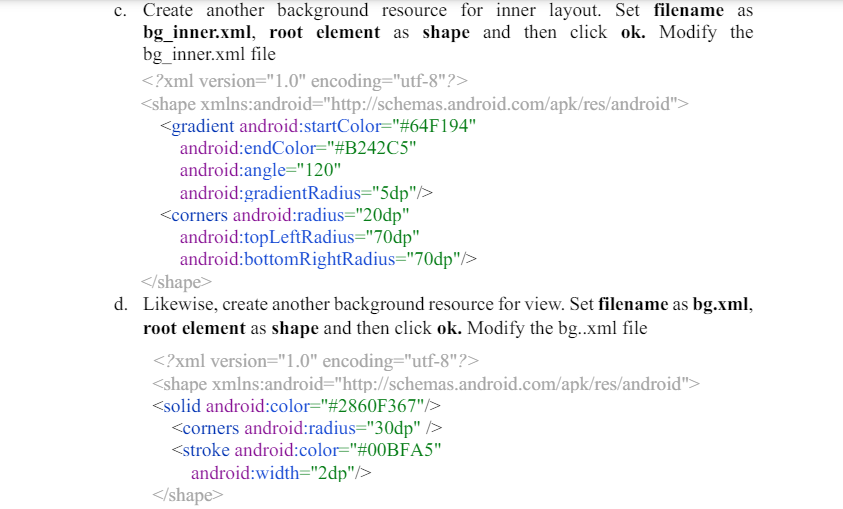 c. Create another background resource for inner layout. Set filename as
bg_inner.xml, root element as shape and then click ok. Modify the
bg_inner.xml file
<?xml version="1.0" encoding="utf-8"?>
<shape xmlns:android="http://schemas.android.com/apk/res/android">
<gradient android:startColor="#64F194"
android:endColor="#B242C5"
android:angle="120"
android:gradientRadius="5dp"/>
<corners android:radius="20dp"
android:topLeftRadius="70dp"
android:bottomRightRadius="70dp"/>
</shape>
d. Likewise, create another background resource for view. Set filename as bg.xml,
root element as shape and then click ok. Modify the bg..xml file
<?xml version="1.0" encoding="utf-8"?>
<shape xmlns:android="http://schemas.android.com/apk/res/android">
<solid android:color="#2860F367"/>
<corners android:radius="30dp" />
<stroke android:color="#00BFA5"
android:width="2dp"/>
</shape>